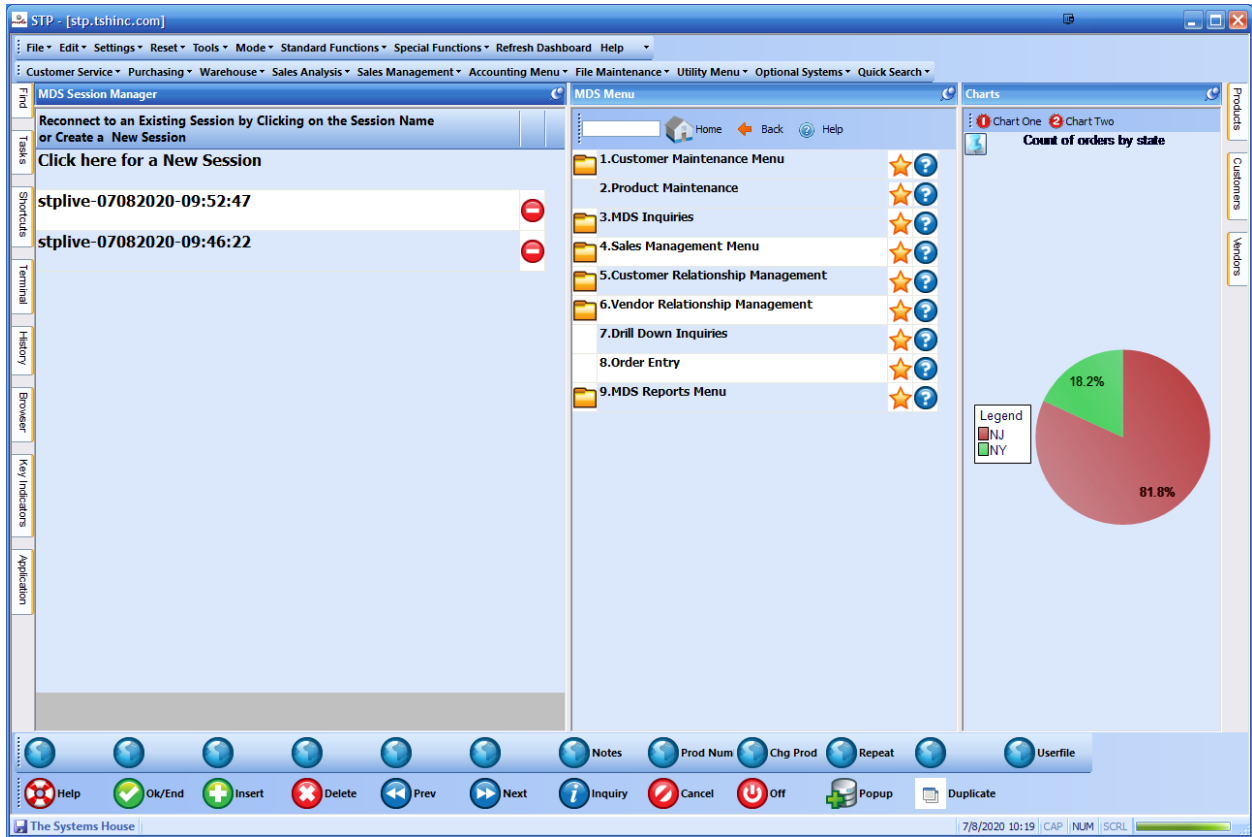 STP - [stp.tshinc.com]
File Edit Settings Reset Tools Mode Standard Functions Special Functions Refresh Dashboard Help
Customer Service Purchasing Warehouse Sales Analysis Sales Management Accounting Menu File Maintenance Utility Menu Optional Systems Quick Search
Find
Tasks
Shortcuts
Terminal
History
Browser
Key Indicators
Application
MDS Session Manager
Reconnect to an Existing Session by Clicking on the Session Name
or Create a New Session
Click here for a New Session
stplive-07082020-09:52:47
stplive-07082020-09:46:22
MDS Menu
Home Back Help
1.Customer Maintenance Menu
2.Product Maintenance
3.MDS Inquiries
4.Sales Management Menu
5.Customer Relationship Management
6.Vendor Relationship Management
7.Drill Down Inquiries
8.Order Entry
9.MDS Reports Menu
Charts
1 Chart One 2 Chart Two
Count of orders by state
18.2%
Legend
NJ
NY
81.8%
Products
Customers
Vendors
Notes Prod Num Chg Prod Repeat Userfile
Help Ok/End Insert Delete Prev Next Inquiry Cancel Off Popup Duplicate
The Systems House 7/8/2020 10:19 CAP NUM SCRL